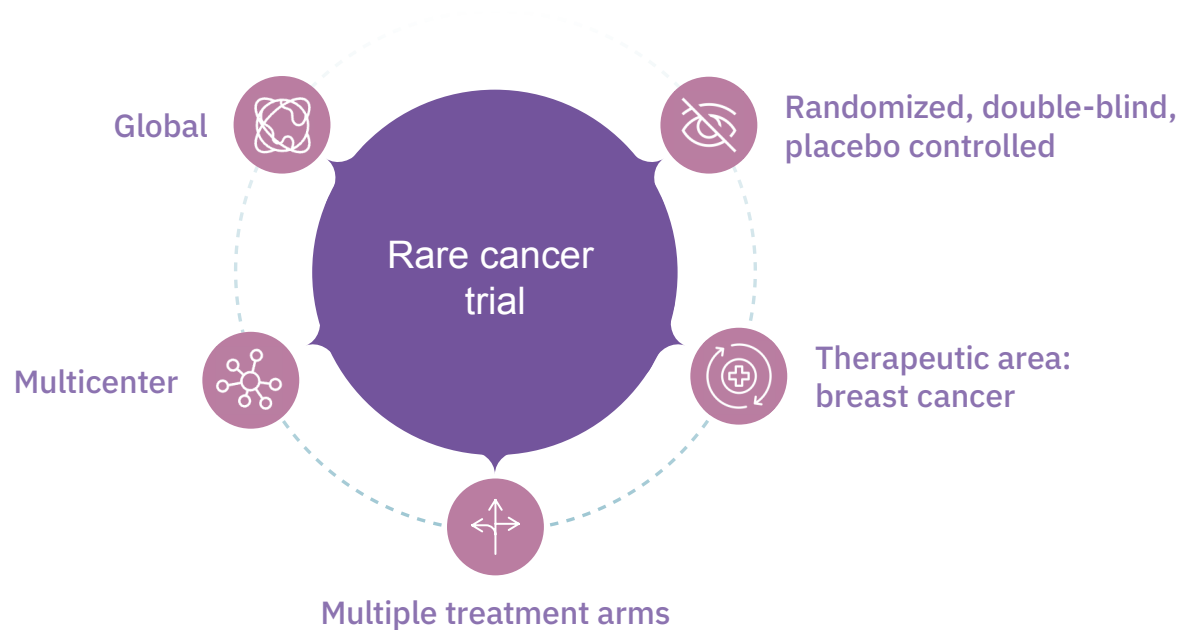 Global
Randomized, double-blind,
placebo controlled
Rare cancer
trial
Multicenter
Therapeutic area:
breast cancer
Multiple treatment arms